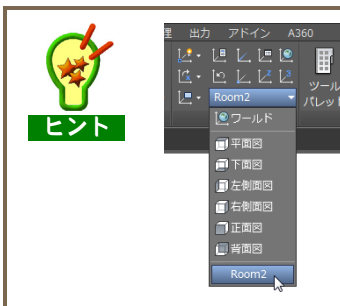 理 出力 アドイン A360
Room2
ツール
パレッ
ワールド
平面図
下面図
左側面図
右側面図
正面図
背面図
Room2
ヒント